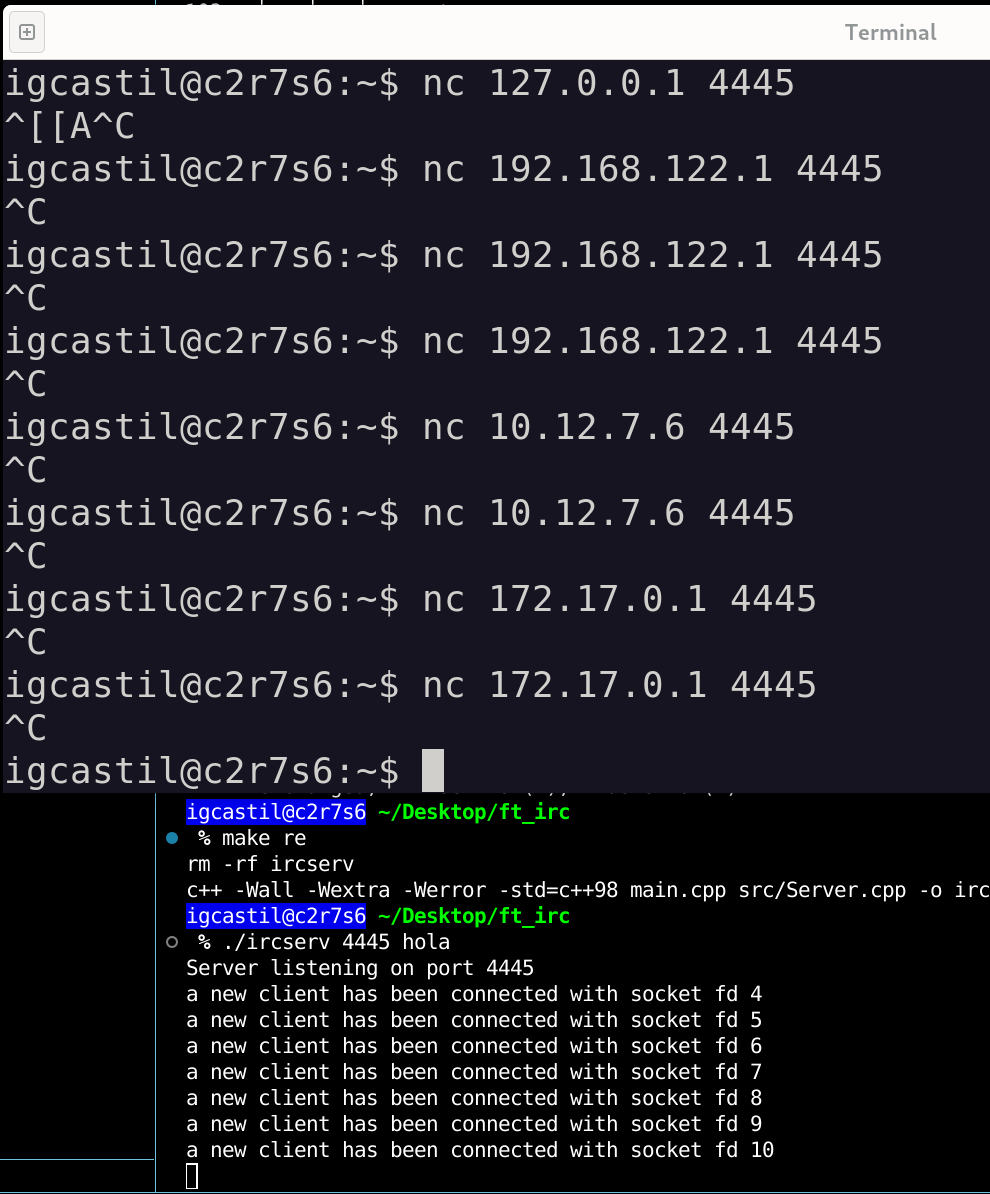 Terminal
igcastil@c2r7s6:~$ nc 127.0.0.1 4445
^[[A^C
igcastil@c2r7s6:~$ nc 192.168.122.1 4445
^C
igcastil@c2r7s6:~$ nc 192.168.122.1 4445
^C
igcastil@c2r7s6:~$ nc 192.168.122.1 4445
^C
igcastil@c2r7s6:~$ nc 10.12.7.6 4445
^C
igcastil@c2r7s6:~$ nc 10.12.7.6 4445
^C
igcastil@c2r7s6:~$ nc 172.17.0.1 4445
^C
igcastil@c2r7s6:~$ nc 172.17.0.1 4445
^C
igcastil@c2r7s6:~$
igcastil@c2r7s6 ~/Desktop/ft_irc
% make re
rm -rf ircserv
c++ -Wall -Wextra -Werror -std=c++98 main.cpp src/Server.cpp -o irc
igcastil@c2r7s6 ~/Desktop/ft_irc
% ./ircserv 4445 hola
Server listening on port 4445
a new client has been connected with socket fd 4
a new client has been connected with socket fd 5
a new client has been connected with socket fd 6
a new client has been connected with socket fd 7
a new client has been connected with socket fd 8
a new client has been connected with socket fd 9
a new client has been connected with socket fd 10